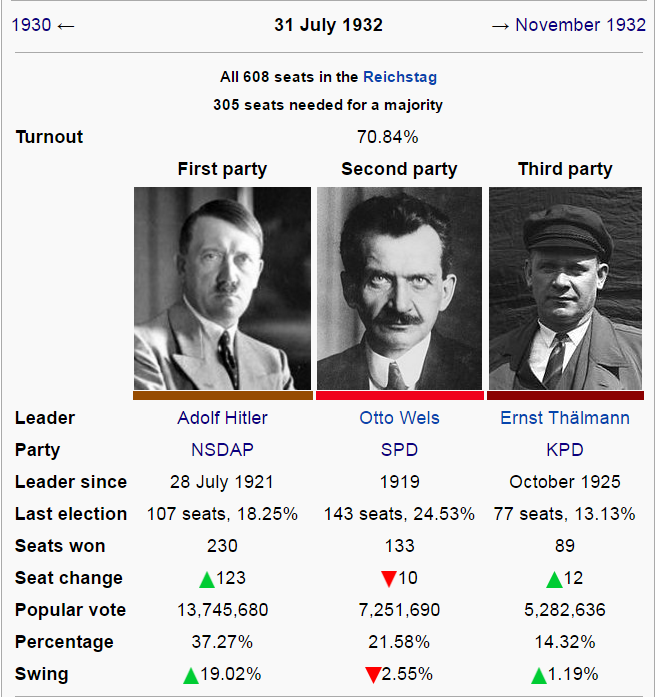 1930 ← 31 July 1932 → November 1932
All 608 seats in the Reichstag
305 seats needed for a majority
Turnout 70.84%
First party Second party Third party
Leader Adolf Hitler Otto Wels Ernst Thälmann
Party NSDAP SPD KPD
Leader since 28 July 1921 1919 October 1925
Last election 107 seats, 18.25% 143 seats, 24.53% 77 seats, 13.13%
Seats won 230 133 89
Seat change ▲123 ▼10 ▲12
Popular vote 13,745,680 7,251,690 5,282,636
Percentage 37.27% 21.58% 14.32%
Swing ▲19.02% ▼2.55% ▲1.19%